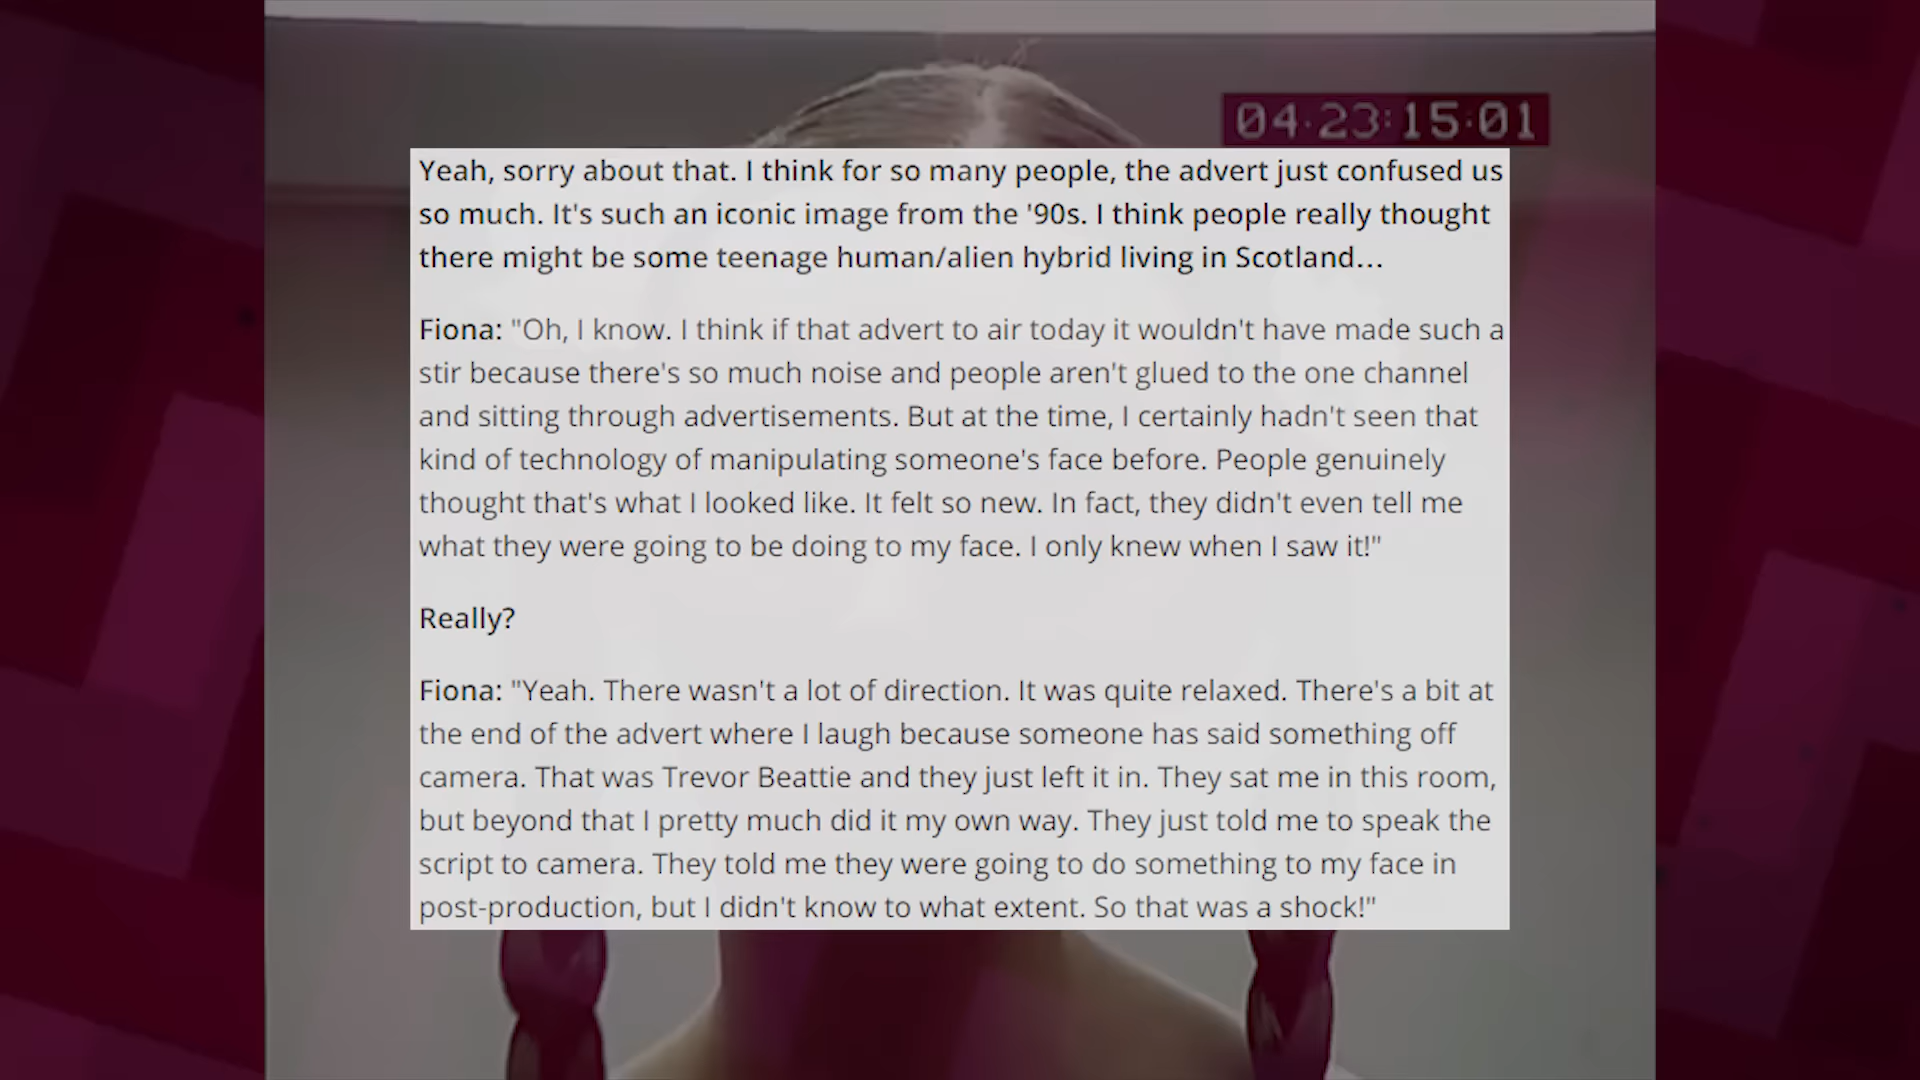 04:23:15:01
Yeah, sorry about that. I think for so many people, the advert just confused us
so much. It's such an iconic image from the '90s. I think people really thought
there might be some teenage human/alien hybrid living in Scotland...
Fiona: "Oh, I know. I think if that advert to air today it wouldn't have made such a
stir because there's so much noise and people aren't glued to the one channel
and sitting through advertisements. But at the time, I certainly hadn't seen that
kind of technology of manipulating someone's face before. People genuinely
thought that's what I looked like. It felt so new. In fact, they didn't even tell me
what they were going to be doing to my face. I only knew when I saw it!"
Really?
Fiona: "Yeah. There wasn't a lot of direction. It was quite relaxed. There's a bit at
the end of the advert where I laugh because someone has said something off
camera. That was Trevor Beattie and they just left it in. They sat me in this room,
but beyond that I pretty much did it my own way. They just told me to speak the
script to camera. They told me they were going to do something to my face in
post-production, but I didn't know to what extent. So that was a shock!"